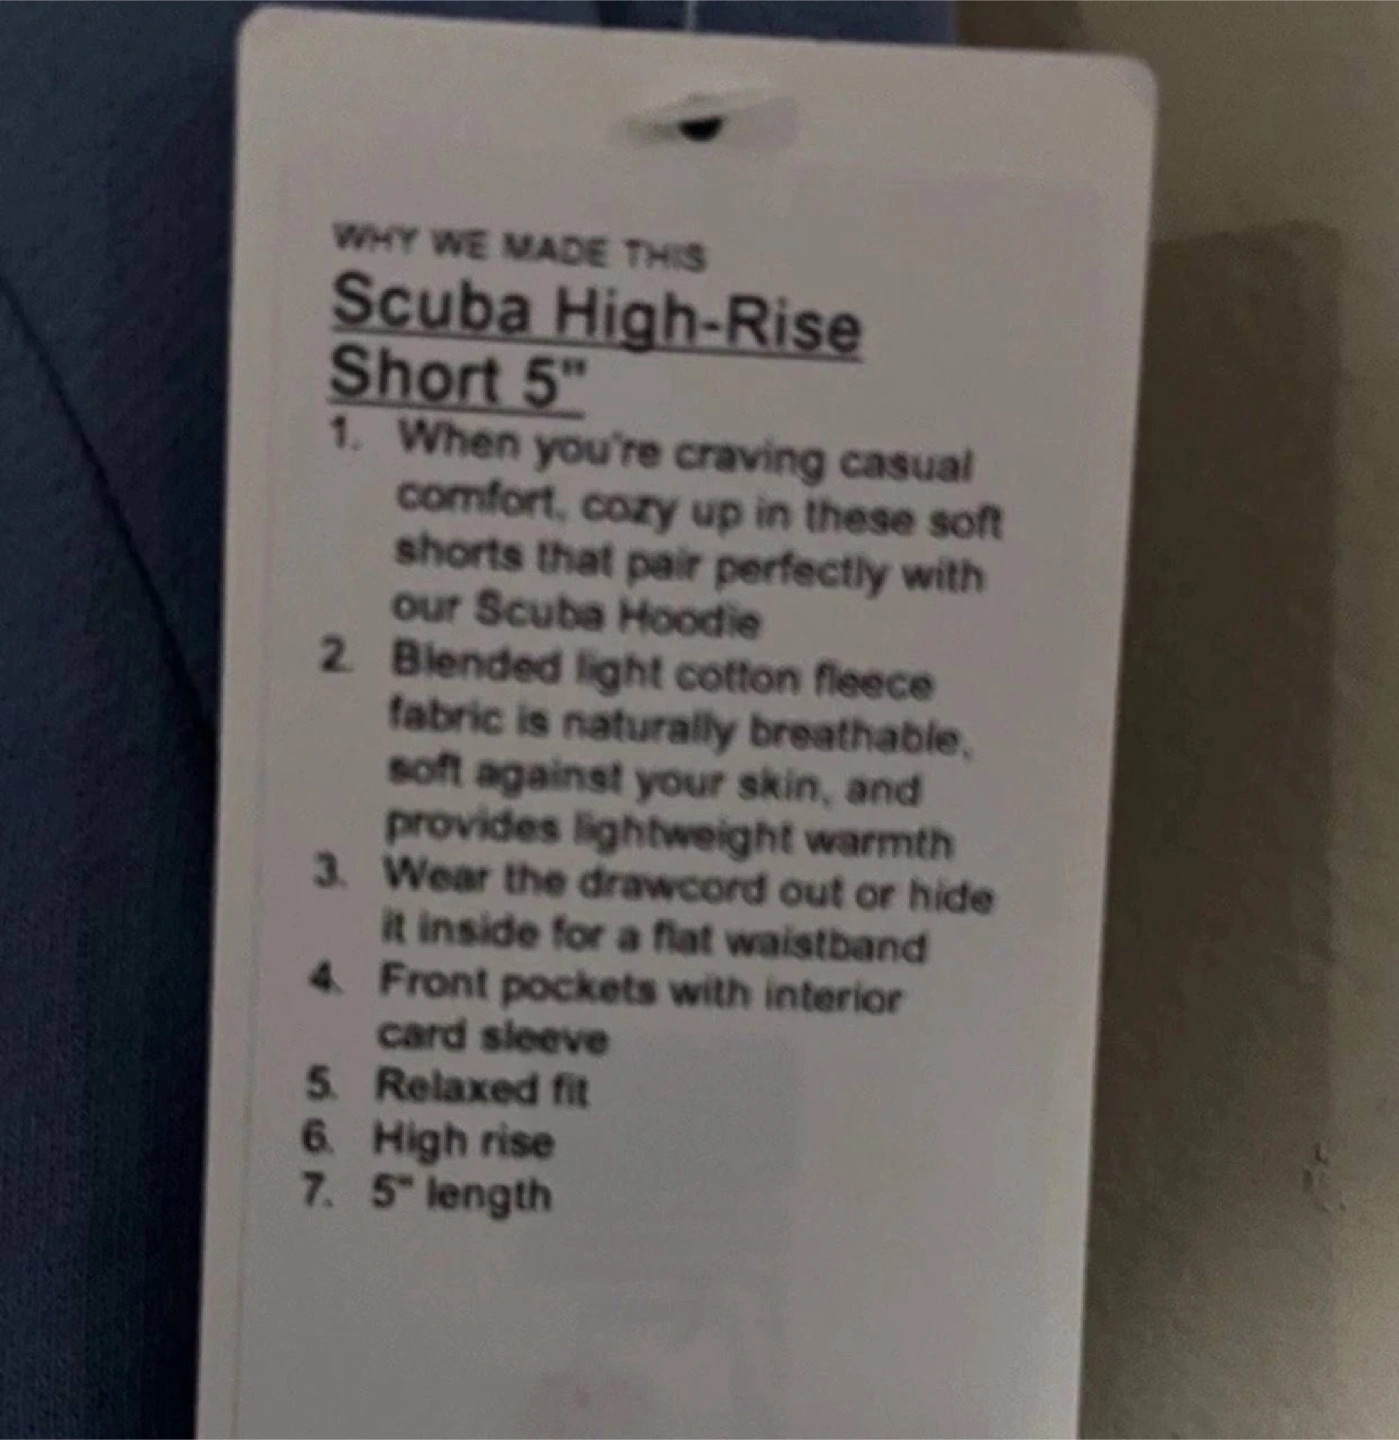 WHY WE MADE THIS
Scuba High-Rise
Short 5"
1. When you're craving casual
comfort, cozy up in these soft
shorts that pair perfectly with
our Scuba Hoodie
2. Blended light cotton fleece
fabric is naturally breathable,
soft against your skin, and
provides lightweight warmth
3. Wear the drawcord out or hide
it inside for a flat waistband
4. Front pockets with interior
card sleeve
5. Relaxed fit
6. High rise
7. 5" length